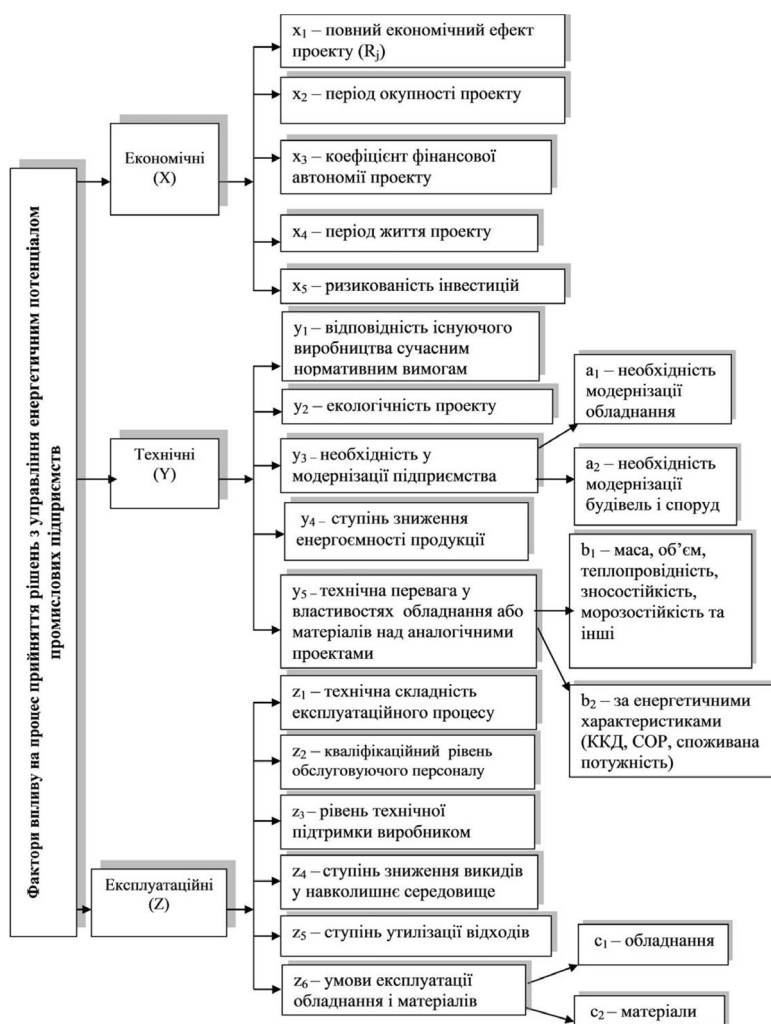 Фактори впливу на процес прийняття рішень з управління енергетичним потенціалом
промислових підприємств
Економічні
(X)
x₁ – повний економічний ефект
проекту (Rⱼ)
x₂ – період окупності проекту
x₃ – коефіцієнт фінансової
автономії проекту
x₄ – період життя проекту
x₅ – ризикованість інвестицій
Технічні
(Y)
y₁ – відповідність існуючого
виробництва сучасним
нормативним вимогам
y₂ – екологічність проекту
y₃ – необхідність у
модернізації підприємства
a₁ – необхідність
модернізації
обладнання
a₂ – необхідність
модернізації
будівель і споруд
y₄ – ступінь зниження
енергоємності продукції
y₅ – технічна перевага у
властивостях обладнання або
матеріалів над аналогічними
проектами
b₁ – маса, об’єм,
теплопровідність,
зносостійкість,
морозостійкість та
інші
b₂ – за енергетичними
характеристиками
(ККД, СОР, споживана
потужність)
Експлуатаційні
(Z)
z₁ – технічна складність
експлуатаційного процесу
z₂ – кваліфікаційний рівень
обслуговуючого персоналу
z₃ – рівень технічної
підтримки виробником
z₄ – ступінь зниження викидів
у навколишнє середовище
z₅ – ступінь утилізації відходів
z₆ – умови експлуатації
обладнання і матеріалів
c₁ – обладнання
c₂ – матеріали